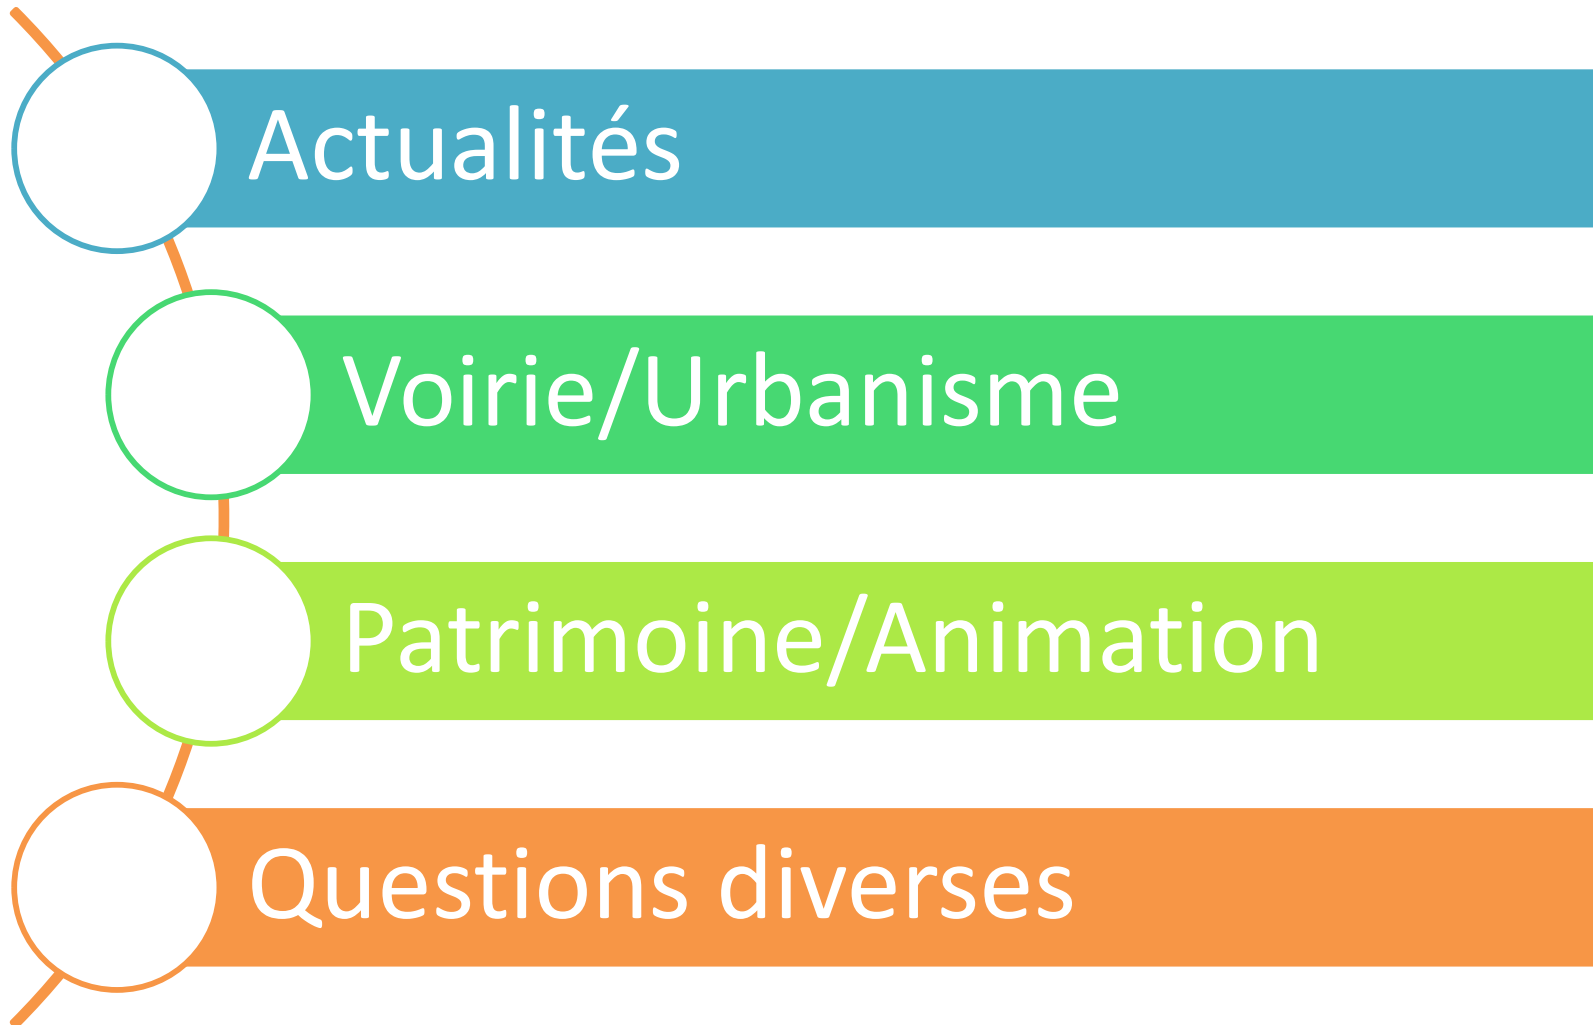 Actualités
Voirie/Urbanisme
Patrimoine/Animation
Questions diverses